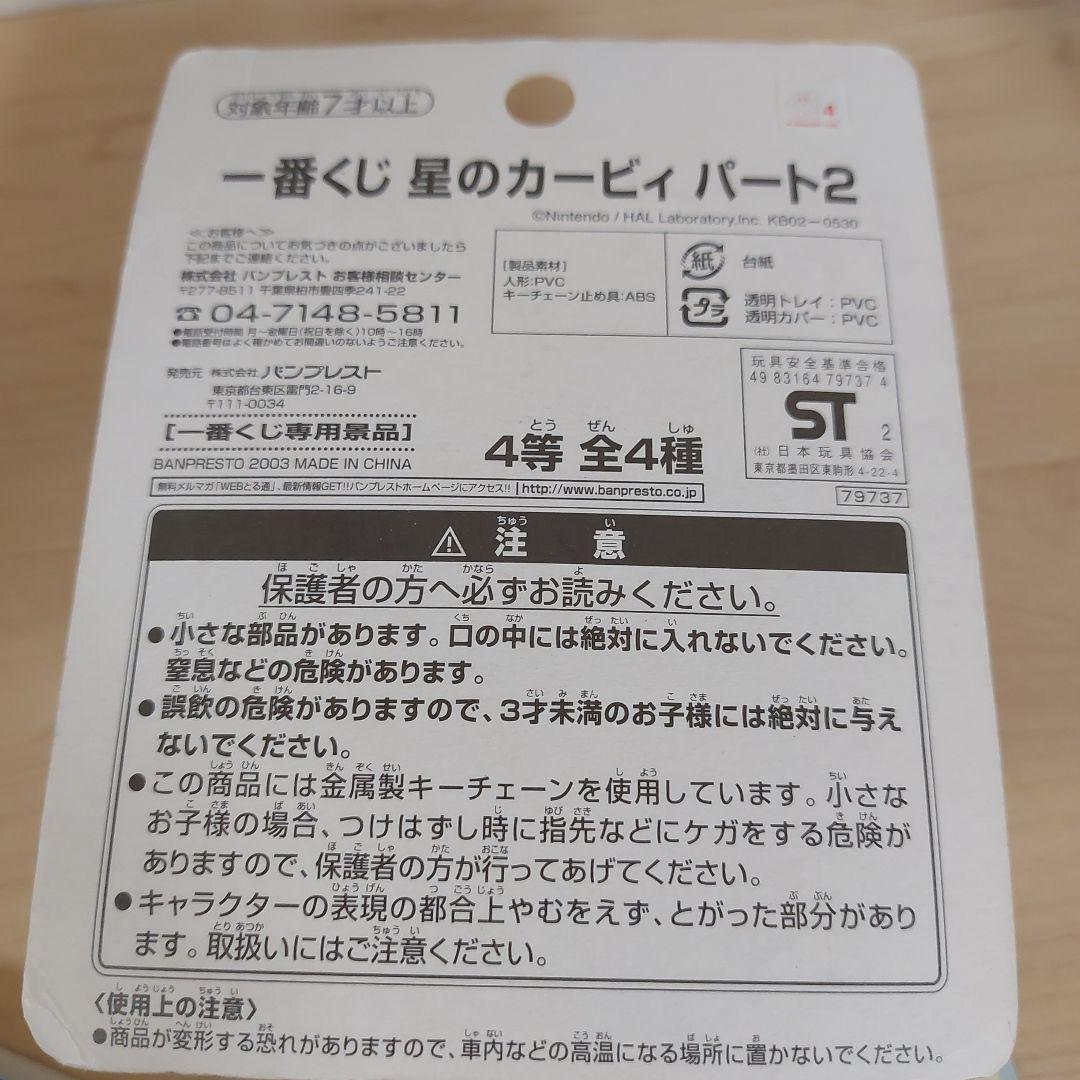 対象年齢7才以上
4
一番くじ 星のカービィ パート2
©Nintendo / HAL Laboratory,Inc. KB02-0530
≪お客様へ≫
この商品についてお気づきの点がございましたら
下記までご連絡ください。
株式会社 バンプレスト お客様相談センター
〒277-8511 千葉県柏市豊四季241-22
☎ 04-7148-5811
●電話受付時間 月~金曜日(祝日を除く)10時~16時
●電話番号はよく確かめてお間違いのないようご注意ください。
発売元 株式会社 バンプレスト
東京都台東区雷門2-16-9
〒111-0034
[一番くじ専用景品]
BANPRESTO 2003 MADE IN CHINA
無料メルマガ「WEBとる通」、最新情報GET!!バンプレストホームページにアクセス!! http://www.banpresto.co.jp
[製品素材]
人形:PVC
キーチェーン止め具:ABS
紙 台紙
プラ 透明トレイ:PVC
透明カバー:PVC
とう ぜん しゅ
4等 全4種
玩具安全基準合格
49 83164 79737 4
ST 2
(社)日本玩具協会
東京都墨田区東駒形4-22-4
79737
ちゅう い
⚠ 注 意
ほ ご しゃ かた かなら よ
保護者の方へ必ずお読みください。
ちい ぶ ひん くち なか ぜっ たい い
●小さな部品があります。口の中には絶対に入れないでください。
ちっ そく き けん
窒息などの危険があります。
ご いん き けん さい み まん こ さま ぜっ たい あた
●誤飲の危険がありますので、3才未満のお子様には絶対に与え
ないでください。
しょう ひん きん ぞく せい し よう ちい
●この商品には金属製キーチェーンを使用しています。小さな
こ さま ば あい じ ゆび さき き けん
お子様の場合、つけはずし時に指先などにケガをする危険が
ほ ご しゃ かた おこな
ありますので、保護者の方が行ってあげてください。
ひょう げん つ ごう じょう ぶ ぶん
●キャラクターの表現の都合上やむをえず、とがった部分があり
とり あつか ちゅう い
ます。取扱いにはご注意ください。
し よう じょう ちゅう い
〈使用上の注意〉
しょう ひん へん けい おそ しゃ ない こう おん ば しょ お
●商品が変形する恐れがありますので、車内などの高温になる場所に置かないでください。